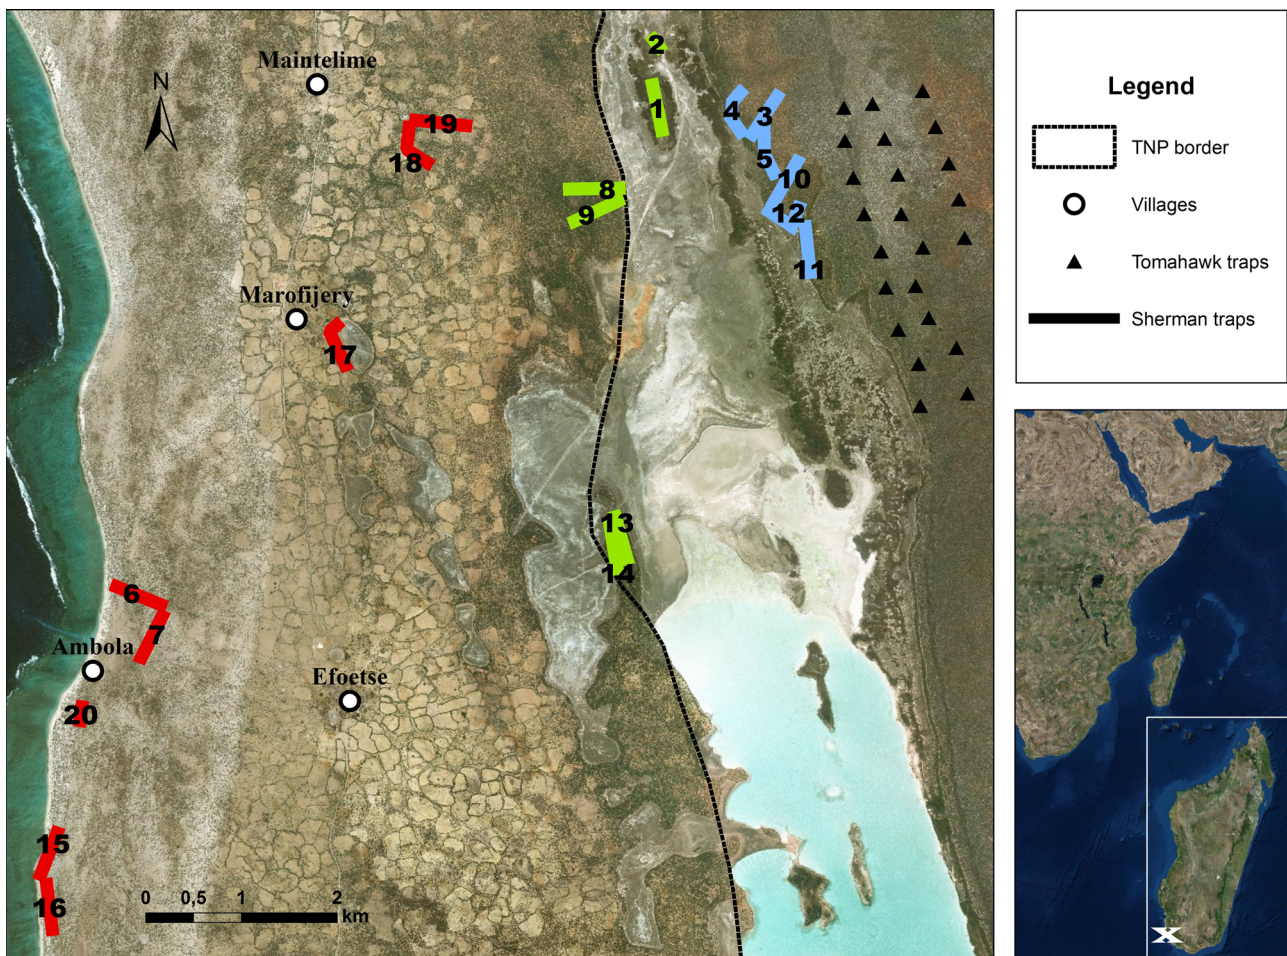 Maintelime
N
2
1
4
3
5
10
12
11
19
18
8
9
Marofijery
17
13
14
6
7
Ambola
20
Efoetse
15
16
0 0,5 1 2
km
Legend
TNP border
Villages
Tomahawk traps
Sherman traps
X